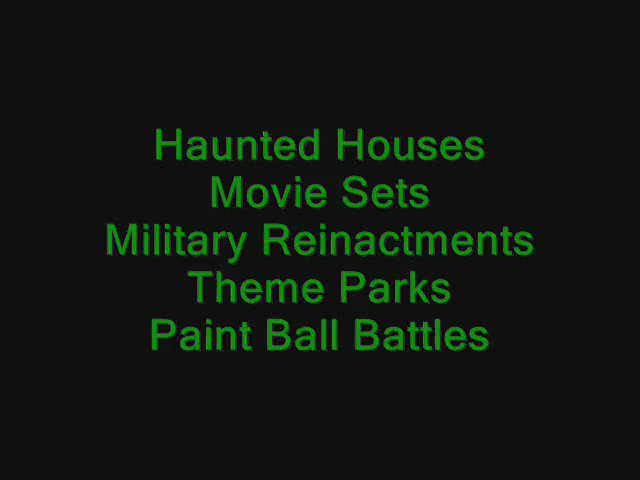 Haunted Houses
Movie Sets
Military Reinactments
Theme Parks
Paint Ball Battles